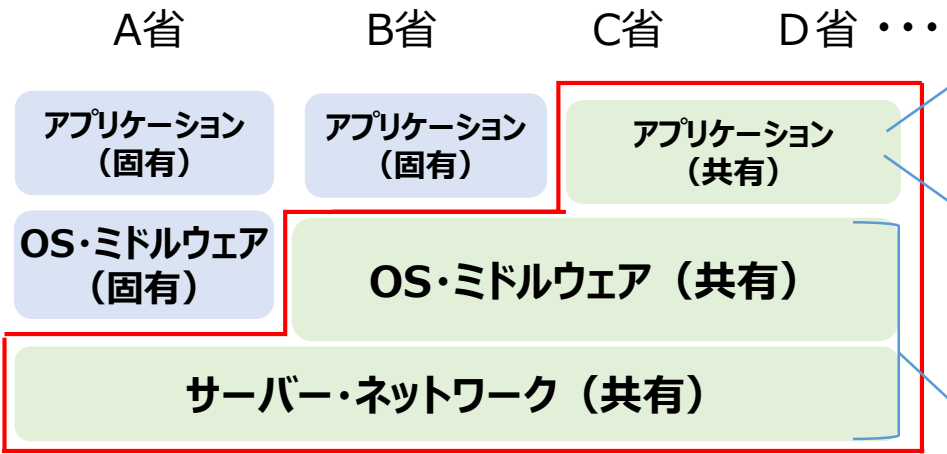 A省 B省 C省 D省・・・
アプリケーション
（固有）
アプリケーション
（固有）
アプリケーション
（共有）
OS・ミドルウェア
（固有）
OS・ミドルウェア（共有）
サーバー・ネットワーク（共有）